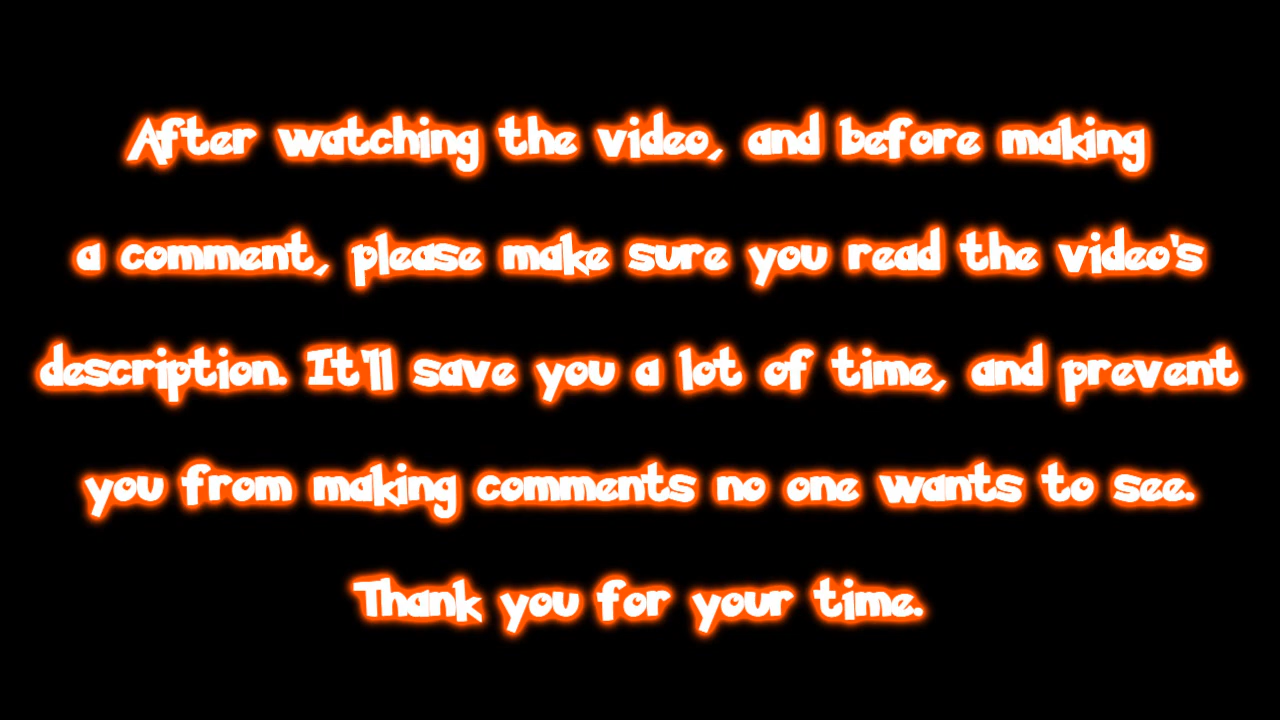 After watching the video, and before making
a comment, please make sure you read the video's
description. It'll save you a lot of time, and prevent
you from making comments no one wants to see.
Thank you for your time.